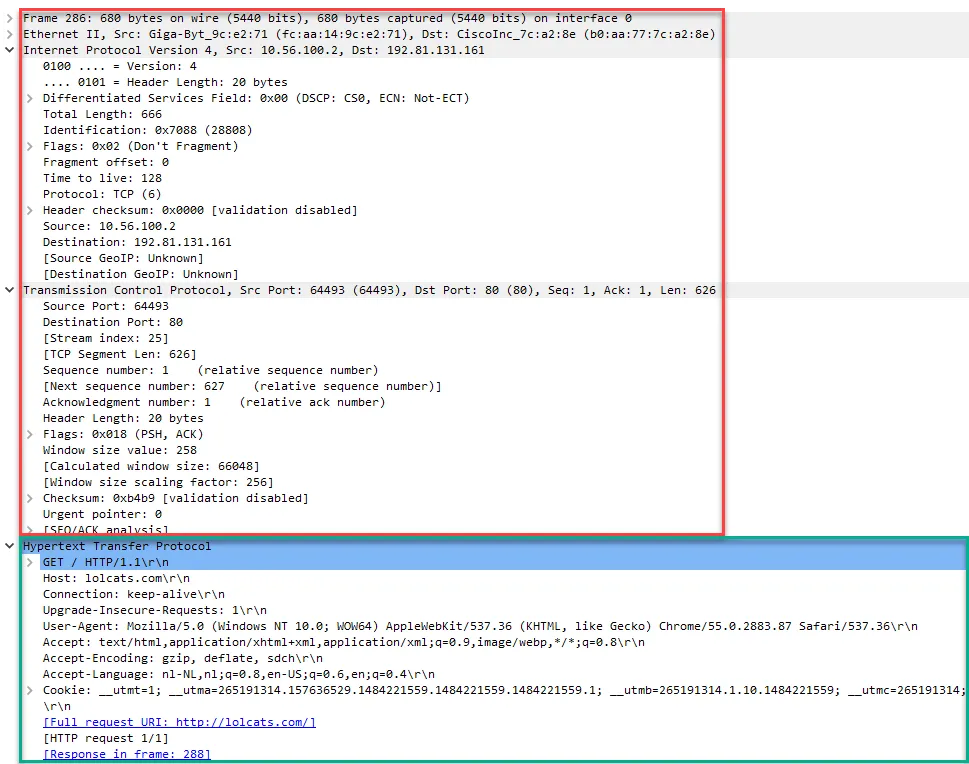 Frame 286: 680 bytes on wire (5440 bits), 680 bytes captured (5440 bits) on interface 0
Ethernet II, Src: Giga-Byt_9c:e2:71 (fc:aa:14:9c:e2:71), Dst: CiscoInc_7c:a2:8e (b0:aa:77:7c:a2:8e)
Internet Protocol Version 4, Src: 10.56.100.2, Dst: 192.81.131.161
0100 .... = Version: 4
.... 0101 = Header Length: 20 bytes
Differentiated Services Field: 0x00 (DSCP: CS0, ECN: Not-ECT)
Total Length: 666
Identification: 0x7088 (28808)
Flags: 0x02 (Don't Fragment)
Fragment offset: 0
Time to live: 128
Protocol: TCP (6)
Header checksum: 0x0000 [validation disabled]
Source: 10.56.100.2
Destination: 192.81.131.161
[Source GeoIP: Unknown]
[Destination GeoIP: Unknown]
Transmission Control Protocol, Src Port: 64493 (64493), Dst Port: 80 (80), Seq: 1, Ack: 1, Len: 626
Source Port: 64493
Destination Port: 80
[Stream index: 25]
[TCP Segment Len: 626]
Sequence number: 1    (relative sequence number)
[Next sequence number: 627    (relative sequence number)]
Acknowledgment number: 1    (relative ack number)
Header Length: 20 bytes
Flags: 0x018 (PSH, ACK)
Window size value: 258
[Calculated window size: 66048]
[Window size scaling factor: 256]
Checksum: 0xb4b9 [validation disabled]
Urgent pointer: 0
[SEQ/ACK analysis]
Hypertext Transfer Protocol
GET / HTTP/1.1\r\n
Host: lolcats.com\r\n
Connection: keep-alive\r\n
Upgrade-Insecure-Requests: 1\r\n
User-Agent: Mozilla/5.0 (Windows NT 10.0; WOW64) AppleWebKit/537.36 (KHTML, like Gecko) Chrome/55.0.2883.87 Safari/537.36\r\n
Accept: text/html,application/xhtml+xml,application/xml;q=0.9,image/webp,*/*;q=0.8\r\n
Accept-Encoding: gzip, deflate, sdch\r\n
Accept-Language: nl-NL,nl;q=0.8,en-US;q=0.6,en;q=0.4\r\n
Cookie: __utmt=1; __utma=265191314.157636529.1484221559.1484221559.1484221559.1; __utmb=265191314.1.10.1484221559; __utmc=265191314;
\r\n
[Full request URI: http://lolcats.com/]
[HTTP request 1/1]
[Response in frame: 288]